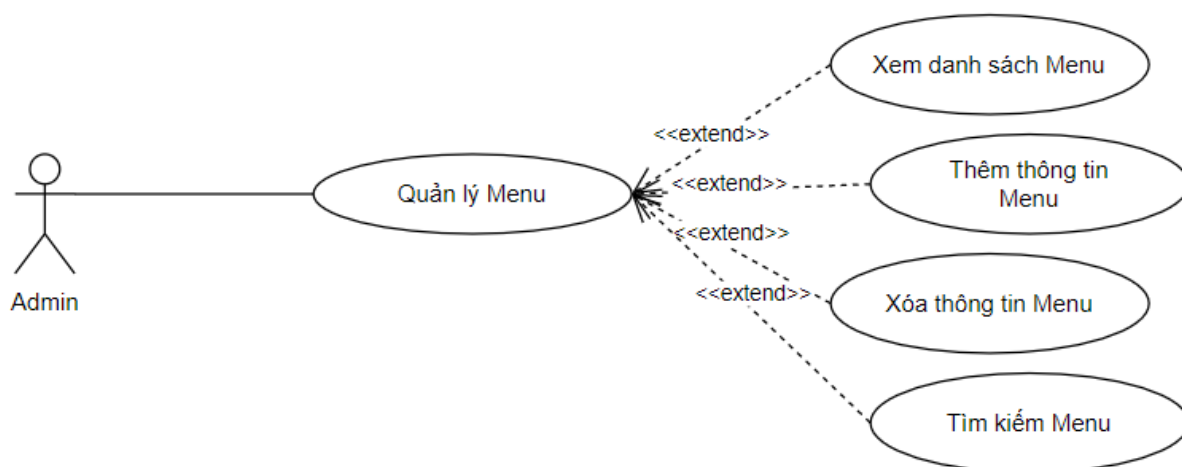 Xem danh sách Menu
<<extend>>
Thêm thông tin
Menu
<<extend>>
Quản lý Menu
<<extend>>
<<extend>>
Xóa thông tin Menu
Admin
Tìm kiếm Menu